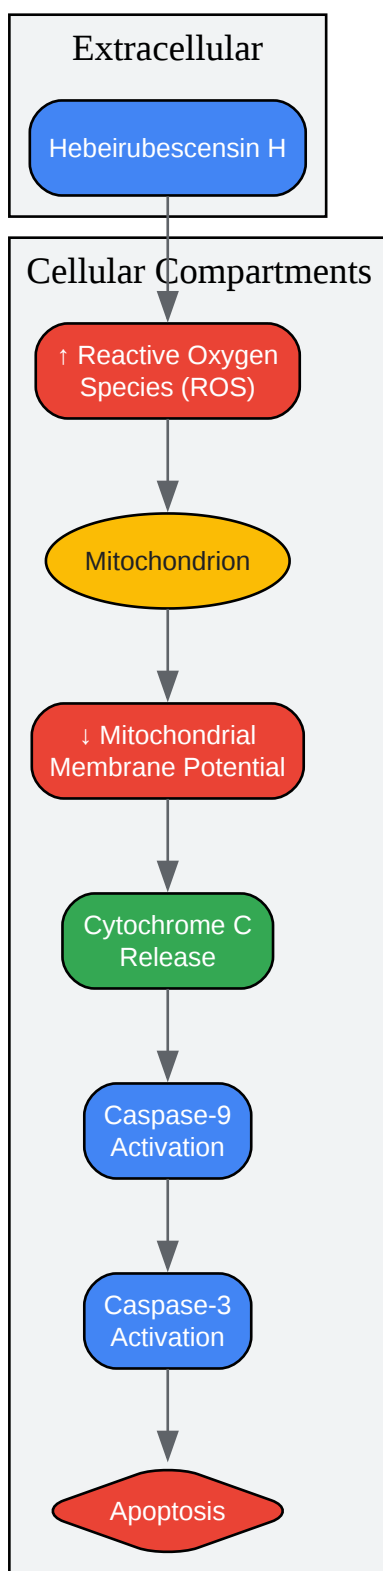 Extracellular
Hebeirubescensin H
Cellular Compartments
↑ Reactive Oxygen
Species (ROS)
Mitochondrion
↓ Mitochondrial
Membrane Potential
Cytochrome C
Release
Caspase-9
Activation
Caspase-3
Activation
Apoptosis